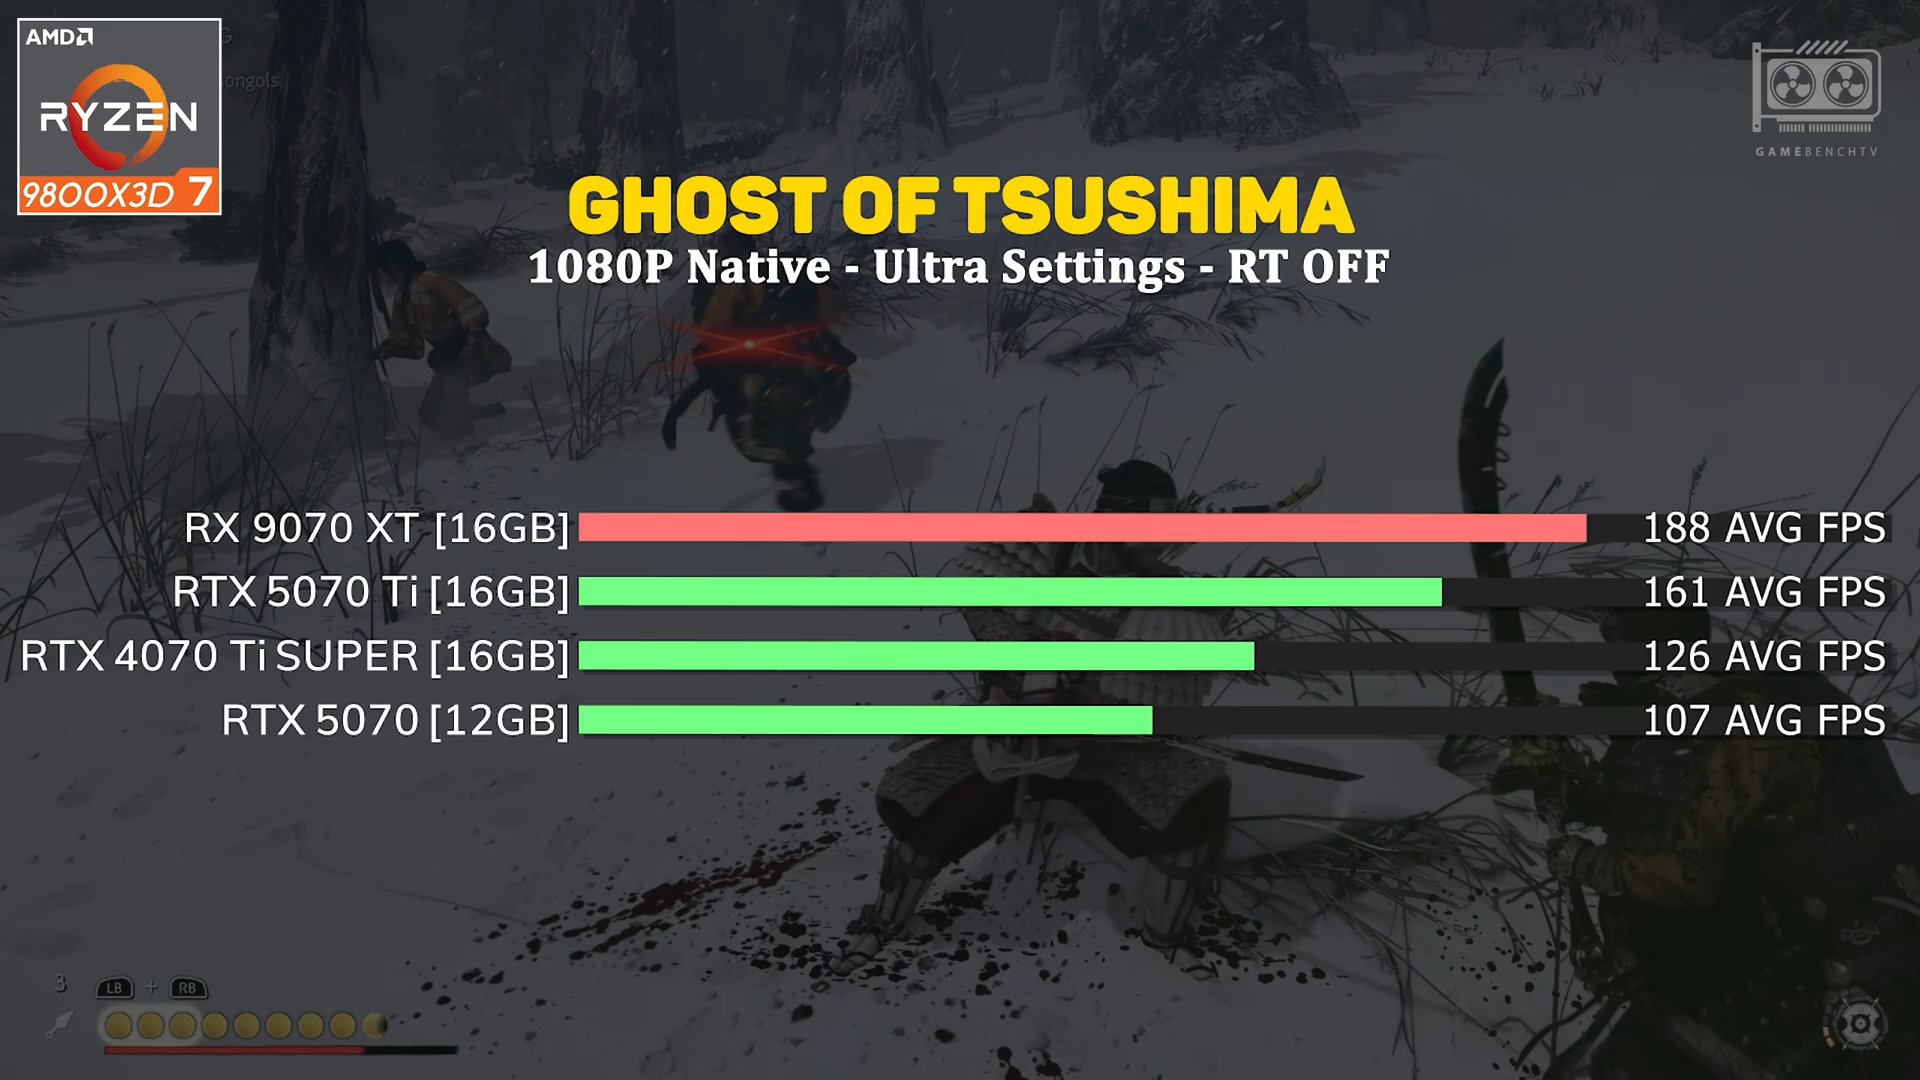 AMD
RYZEN
9800X3D 7
ongols
GAMEBENCHTV
GHOST OF TSUSHIMA
1080P Native - Ultra Settings - RT OFF
RX 9070 XT [16GB] 188 AVG FPS
RTX 5070 Ti [16GB] 161 AVG FPS
RTX 4070 Ti SUPER [16GB] 126 AVG FPS
RTX 5070 [12GB] 107 AVG FPS
3 LB + RB